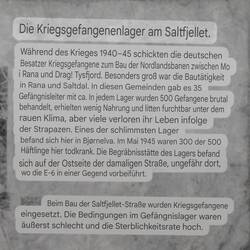 Die Kriegsgefangenenlager am Saltfjellet.
Während des Krieges 1940-45 schickten die deutschen
Besatzer Kriegsgefangene zum Bau der Nordlandsbanen zwischen Mo
i Rana und Drag! Tysfjord. Besonders groß war die Bautätigkeit
in Rana und Saltdal. In diesen Gemeinden gab es 35
Gefängnisleiter mit ca. In jedem Lager wurden 500 Gefangene brutal
behandelt, erhielten wenig Nahrung und litten furchtbar unter dem
rauen Klima, aber viele verloren ihr Leben infolge
der Strapazen. Eines der schlimmsten Lager
befand sich hier in Bjørnelva. Im Mai 1945 waren 300 der 500
Häftlinge hier todkrank. Die Begräbnisstätte des Lagers befand
sich auf der Ostseite der damaligen Straße, ungefähr dort,
wo die E-6 in einer Gegend vorbeiführt.
Beim Bau der Saltfjellet-Straße wurden Kriegsgefangene
eingesetzt. Die Bedingungen im Gefängnislager waren
äußerst schlecht und die Sterblichkeitsrate hoch.